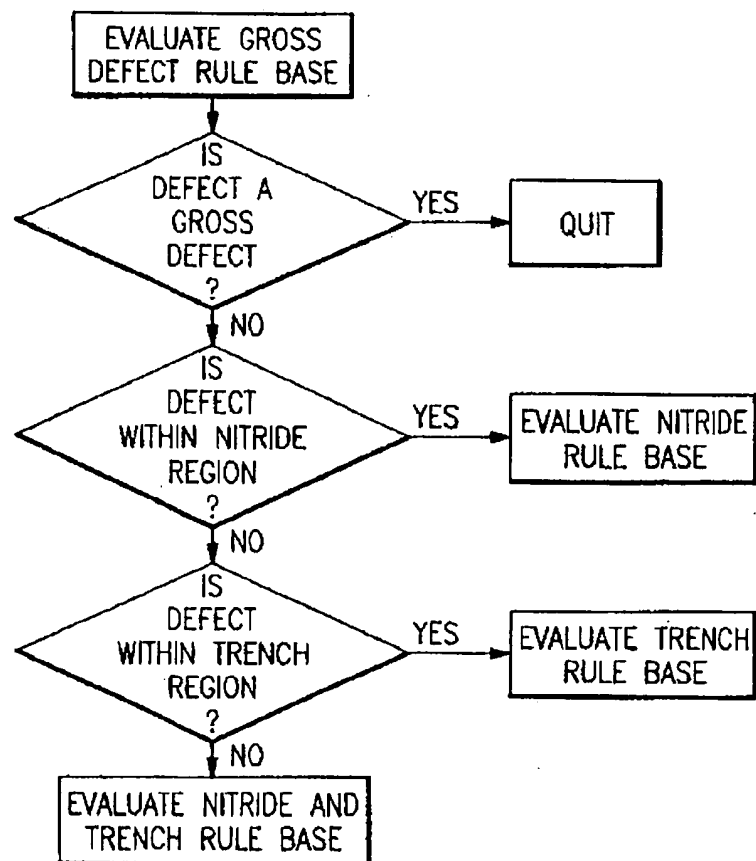 EVALUATE GROSS
DEFECT RULE BASE
IS
DEFECT A
GROSS
DEFECT
?
YES
QUIT
NO
IS
DEFECT
WITHIN NITRIDE
REGION
?
YES
EVALUATE NITRIDE
RULE BASE
NO
IS
DEFECT
WITHIN TRENCH
REGION
?
YES
EVALUATE TRENCH
RULE BASE
NO
EVALUATE NITRIDE AND
TRENCH RULE BASE